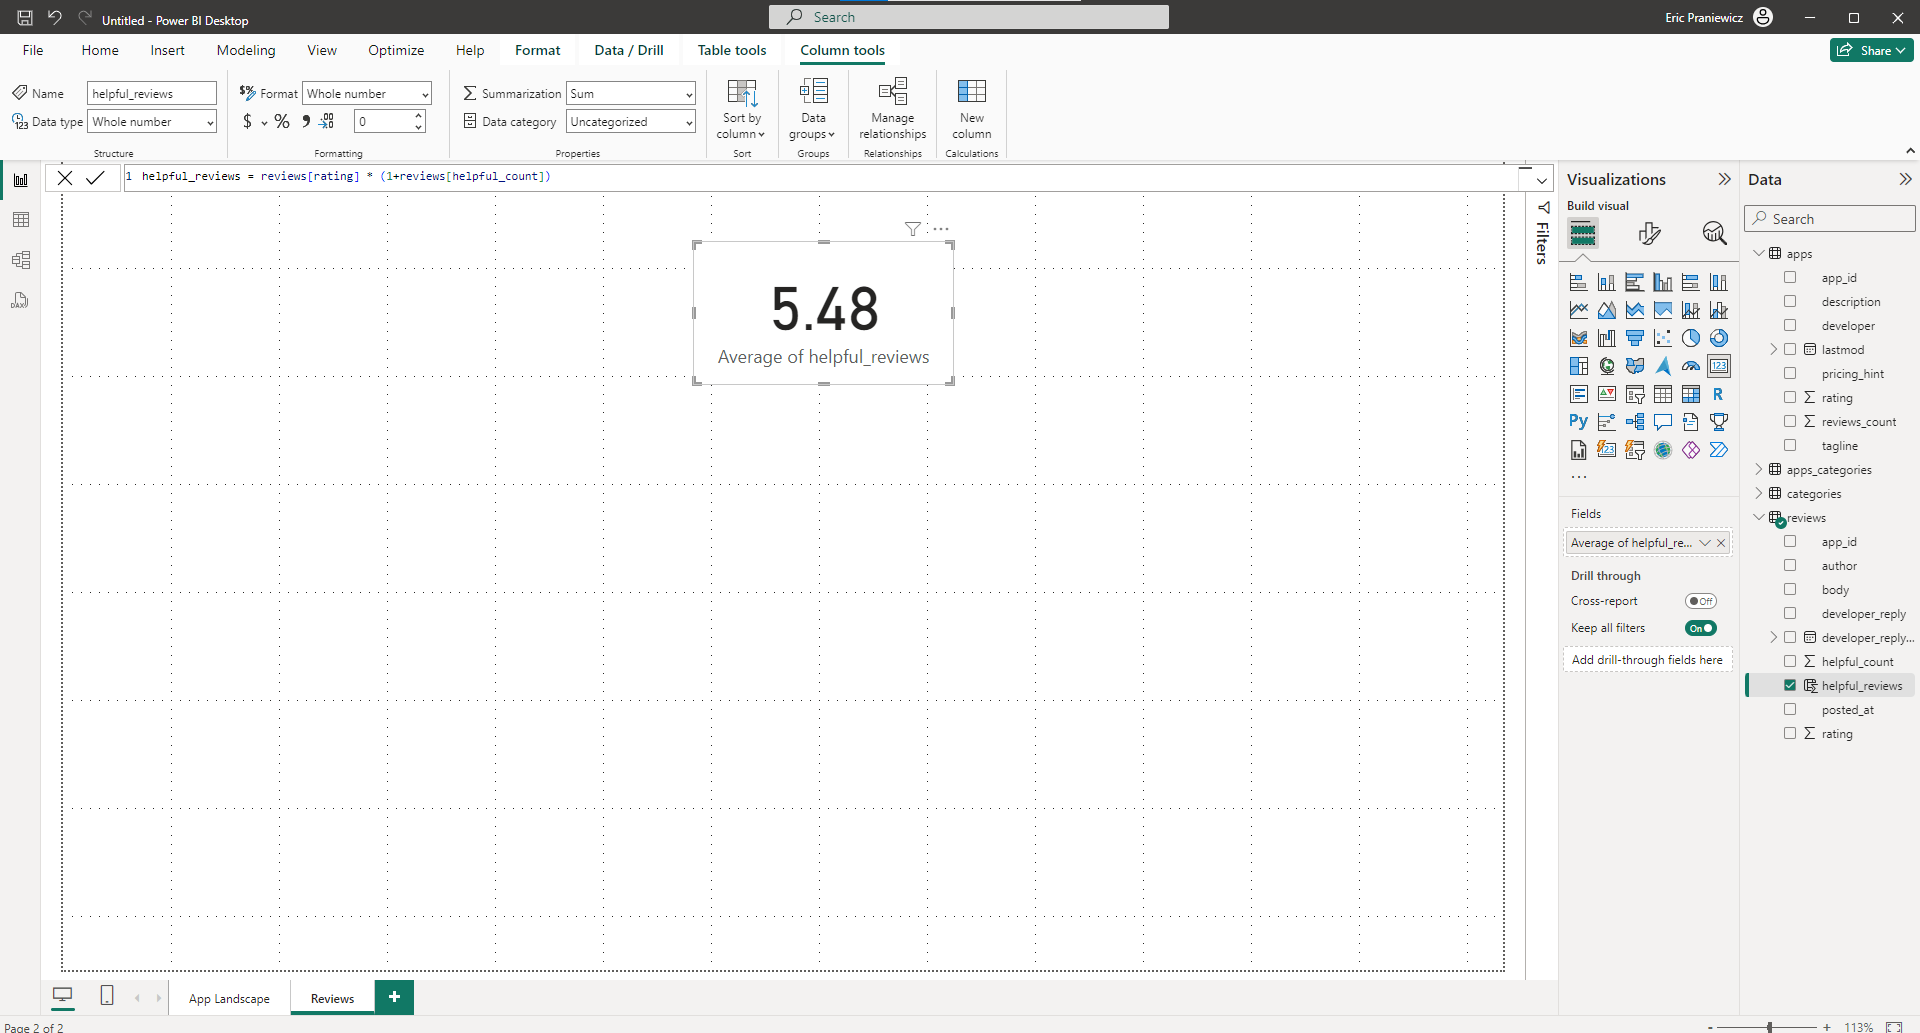 Untitled - Power BI Desktop
Search
Eric Praniewicz
File Home Insert Modeling View Optimize Help Format Data / Drill Table tools Column tools
Share
Name helpful_reviews
Data type Whole number
Structure
Format Whole number
$ % 9 .00 0
Formatting
Summarization Sum
Data category Uncategorized
Properties
Sort by
column
Sort
Data
groups
Groups
Manage
relationships
Relationships
New
column
Calculations
1 helpful_reviews = reviews[rating] * (1+reviews[helpful_count])
5.48
Average of helpful_reviews
Filters
Visualizations
Build visual
123
R
Py
123
...
Fields
Average of helpful_re...
Drill through
Cross-report Off
Keep all filters On
Add drill-through fields here
Data
Search
apps
app_id
description
developer
lastmod
pricing_hint
rating
reviews_count
tagline
apps_categories
categories
reviews
app_id
author
body
developer_reply
developer_reply...
helpful_count
helpful_reviews
posted_at
rating
DAX
App Landscape
Reviews
+
Page 2 of 2
- + 113%